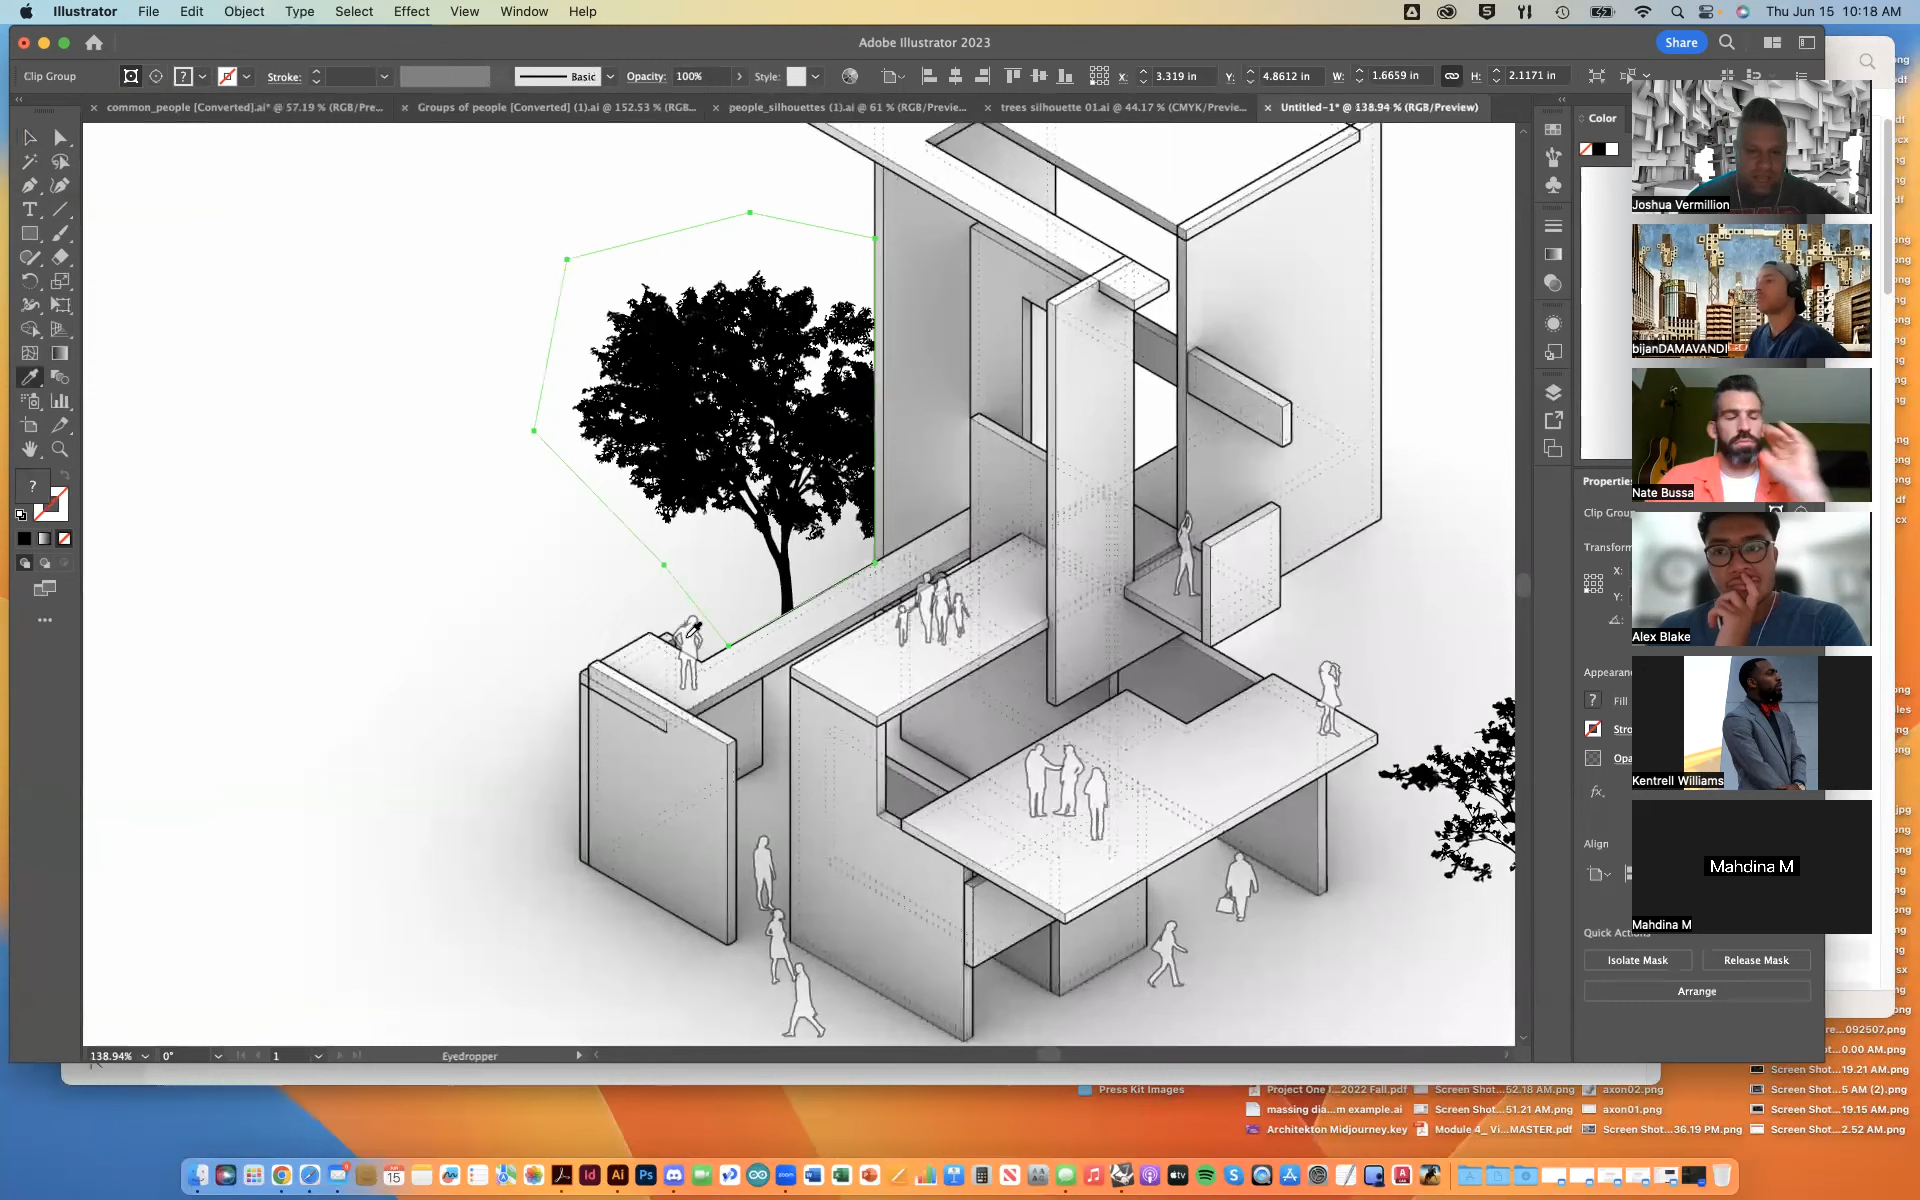 Illustrator File Edit Object Type Select Effect View Window Help
Thu Jun 15 10:18 AM
Adobe Illustrator 2023
Share
Clip Group
Stroke:
Basic
Opacity: 100%
Style:
X: 3.319 in
Y: 4.8612 in
W: 1.6659 in
H: 2.1171 in
common_people [Converted].ai* @ 57.19 % (RGB/Pre...
Groups of people [Converted] (1).ai @ 152.53 % (RGB...
people_silhouettes (1).ai @ 61 % (RGB/Previe...
trees silhouette 01.ai @ 44.17 % (CMYK/Previe...
Untitled-1* @ 138.94 % (RGB/Preview)
Color
Joshua Vermillion
bijanDAMAVANDI
Nate Bussa
Alex Blake
Kentrell Williams
Mahdina M
Mahdina M
Properties
Clip Group
Transform
X:
Y:
Appearance
Fill
Stro
Opa
fx
Align
Quick Actio
Isolate Mask
Release Mask
Arrange
138.94%
0°
1
Eyedropper
re...092507.png
0.00 AM.png
Screen Shot...19.21 AM.png
Press Kit Images
Project One I...2022 Fall.pdf
Screen Shot...52.18 AM.png
axon02.png
Screen Shot...5 AM (2).png
massing dia...m example.ai
Screen Shot...51.21 AM.png
axon01.png
Screen Shot...19.15 AM.png
Architekton Midjourney.key
Module 4_ Vi...MASTER.pdf
Screen Shot...36.19 PM.png
Screen Shot...2.52 AM.png